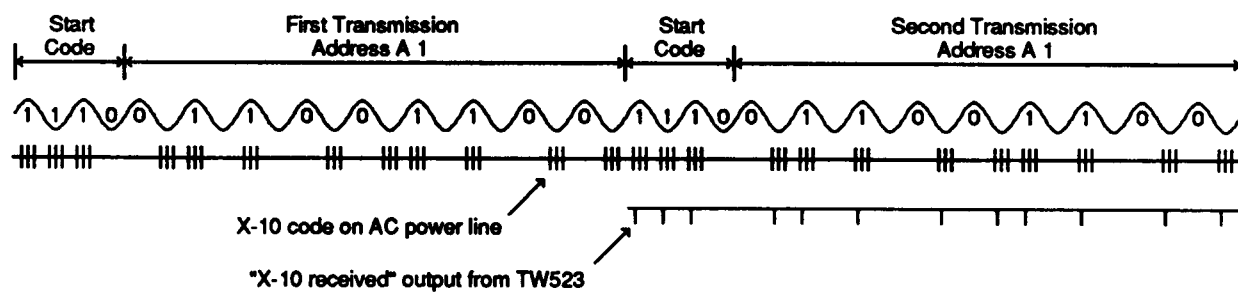 Start
Code
First Transmission
Address A 1
Start
Code
Second Transmission
Address A 1
1 1 1 0 0 1 1 0 0 1 1 0 0 1 1 1 0 0 1 1 0 0 1 1 0 0
X-10 code on AC power line
"X-10 received" output from TW523